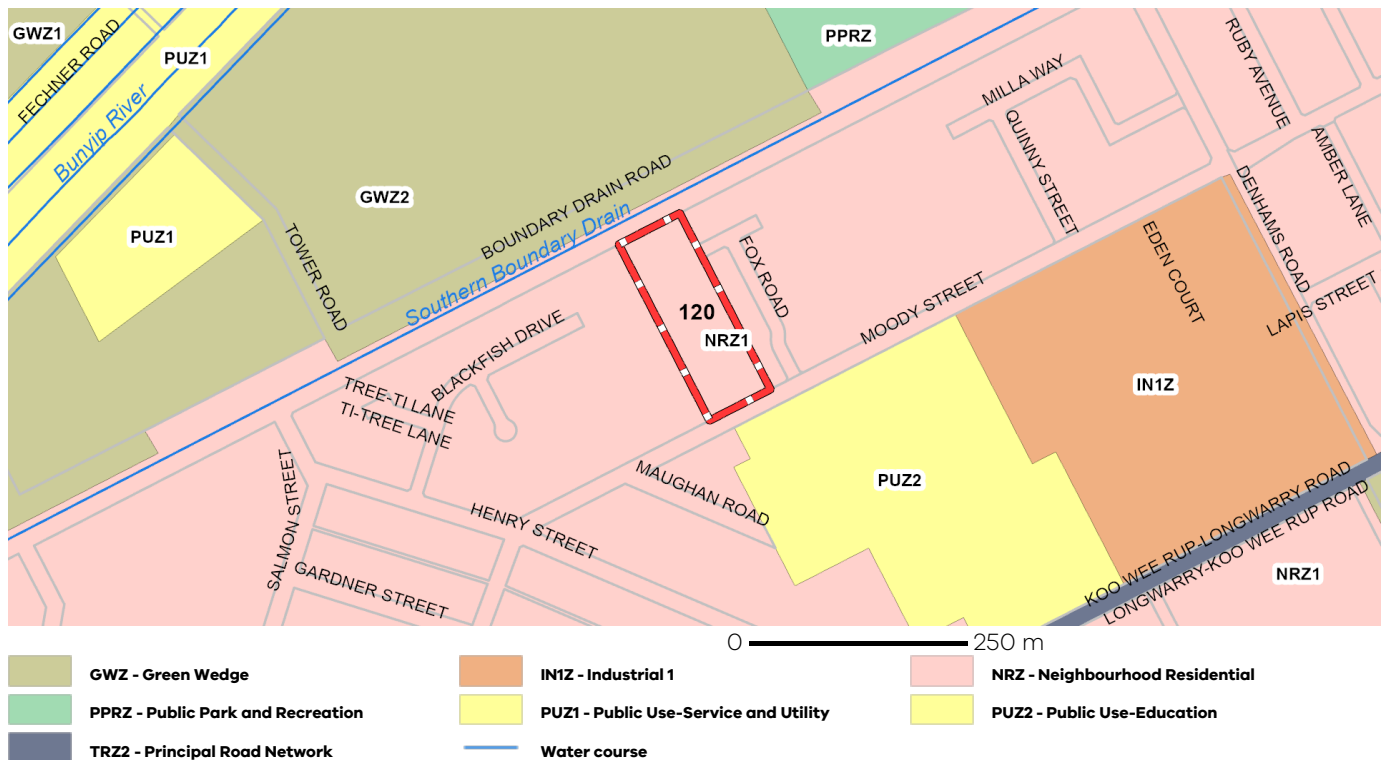 GWZ1
FECHNER ROAD
PUZ1
Bunyip River
PUZ1
GWZ2
TOWER ROAD
BOUNDARY DRAIN ROAD
Southern Boundary Drain
PPRZ
MILLA WAY
QUINNY STREET
RUBY AVENUE
AMBER LANE
DENHAMS ROAD
EDEN COURT
LAPIS STREET
FOX ROAD
MOODY STREET
120
NRZ1
BLACKFISH DRIVE
TREE-TI LANE
TI-TREE LANE
IN1Z
PUZ2
MAUGHAN ROAD
SALMON STREET
HENRY STREET
GARDNER STREET
KOO WEE RUP-LONGWARRY ROAD
LONGWARRY-KOO WEE RUP ROAD
NRZ1
0 250 m
GWZ - Green Wedge
IN1Z - Industrial 1
NRZ - Neighbourhood Residential
PPRZ - Public Park and Recreation
PUZ1 - Public Use-Service and Utility
PUZ2 - Public Use-Education
TRZ2 - Principal Road Network
Water course